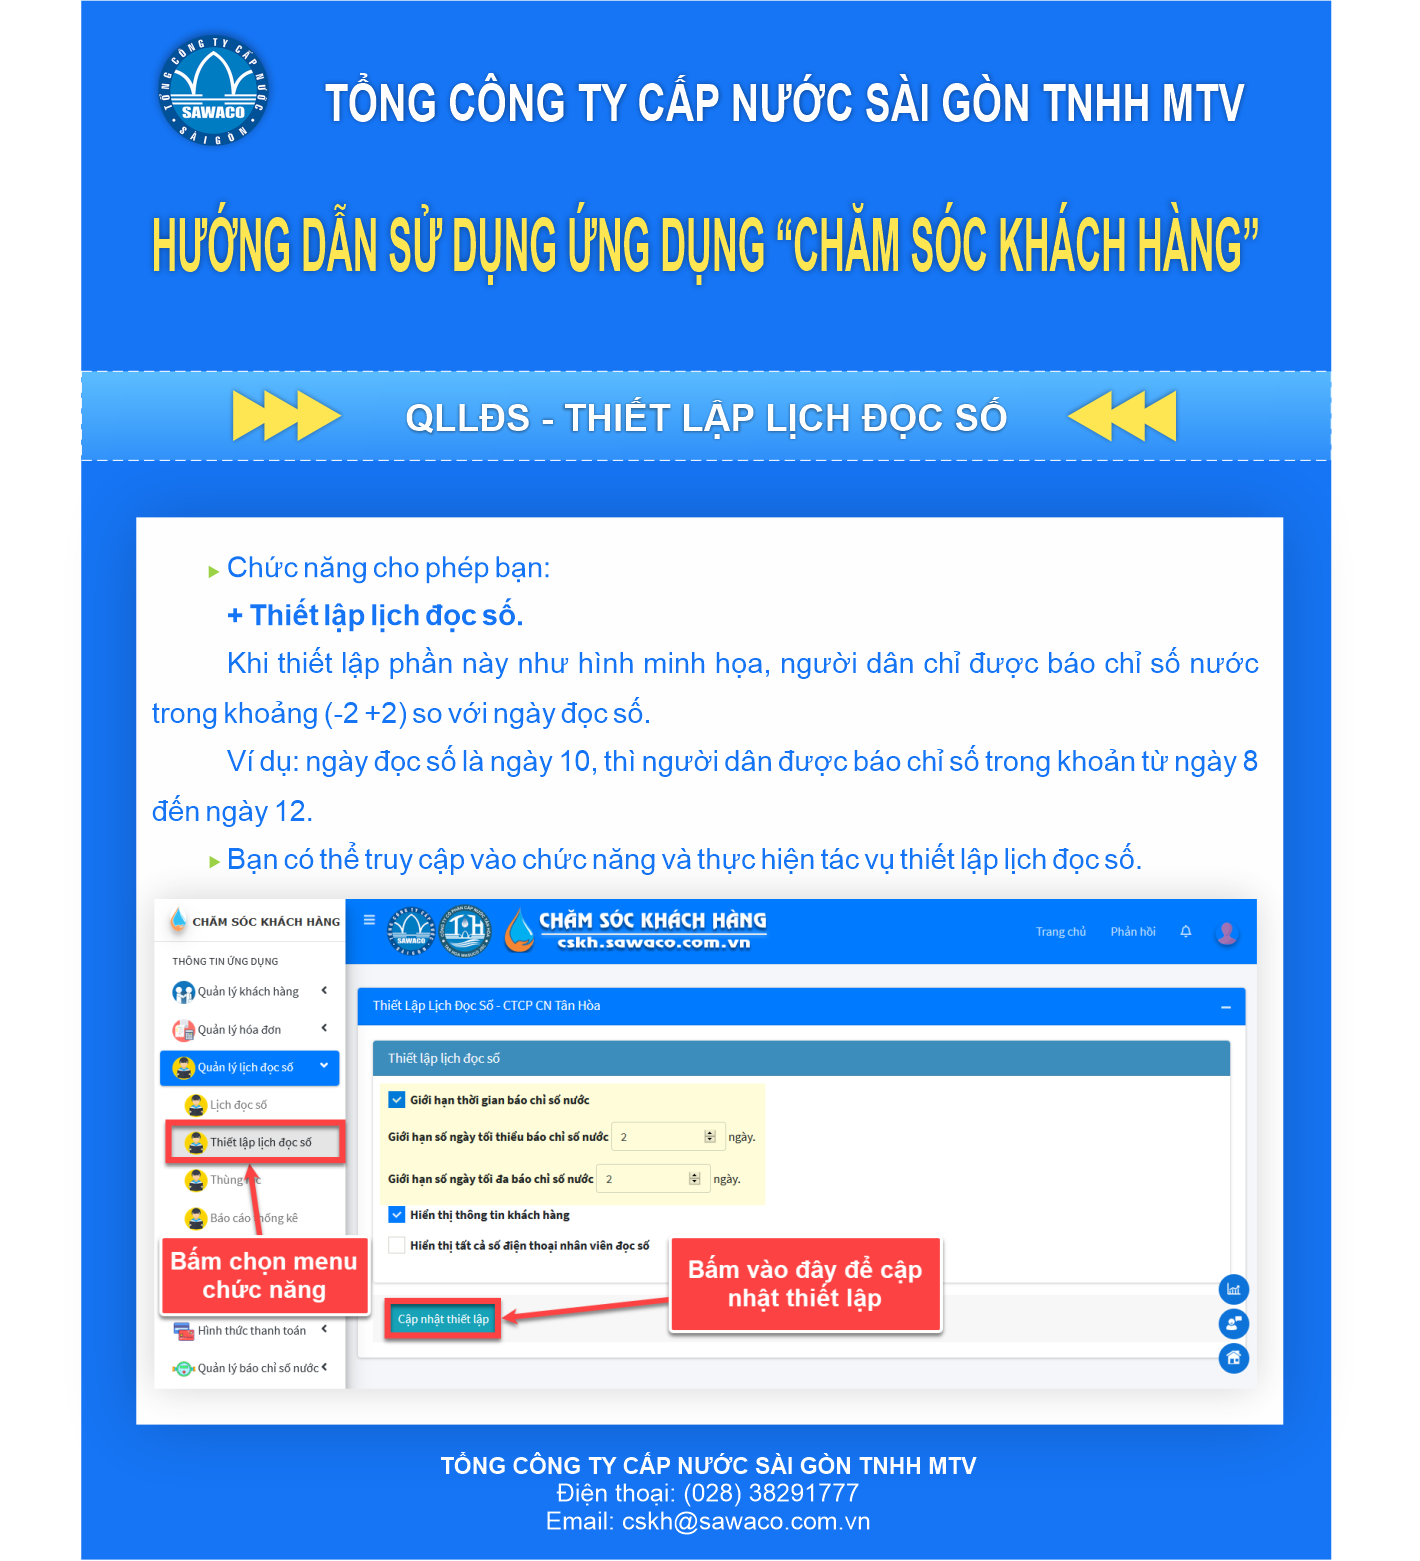 TỔNG CÔNG TY CẤP NƯỚC
SAWACO
SÀI GÒN
TỔNG CÔNG TY CẤP NƯỚC SÀI GÒN TNHH MTV
HƯỚNG DẪN SỬ DỤNG ỨNG DỤNG “CHĂM SÓC KHÁCH HÀNG”
QLLĐS - THIẾT LẬP LỊCH ĐỌC SỐ
Chức năng cho phép bạn:
+ Thiết lập lịch đọc số.
Khi thiết lập phần này như hình minh họa, người dân chỉ được báo chỉ số nước
trong khoảng (-2 +2) so với ngày đọc số.
Ví dụ: ngày đọc số là ngày 10, thì người dân được báo chỉ số trong khoản từ ngày 8
đến ngày 12.
Bạn có thể truy cập vào chức năng và thực hiện tác vụ thiết lập lịch đọc số.
CHĂM SÓC KHÁCH HÀNG
SAWACO
TH
CHĂM SÓC KHÁCH HÀNG
cskh.sawaco.com.vn
Trang chủ
Phản hồi
THÔNG TIN ỨNG DỤNG
Quản lý khách hàng
Quản lý hóa đơn
Quản lý lịch đọc số
Lịch đọc số
Thiết lập lịch đọc số
Báo cáo thống kê
Bấm chọn menu
chức năng
Hình thức thanh toán
Quản lý báo chỉ số nước
Thiết Lập Lịch Đọc Số - CTCP CN Tân Hòa
Thiết lập lịch đọc số
Giới hạn thời gian báo chỉ số nước
Giới hạn số ngày tối thiểu báo chỉ số nước 2 ngày.
Giới hạn số ngày tối đa báo chỉ số nước 2 ngày.
Hiển thị thông tin khách hàng
Hiển thị tất cả số điện thoại nhân viên đọc số
Bấm vào đây để cập
nhật thiết lập
Cập nhật thiết lập
TỔNG CÔNG TY CẤP NƯỚC SÀI GÒN TNHH MTV
Điện thoại: (028) 38291777
Email: cskh@sawaco.com.vn